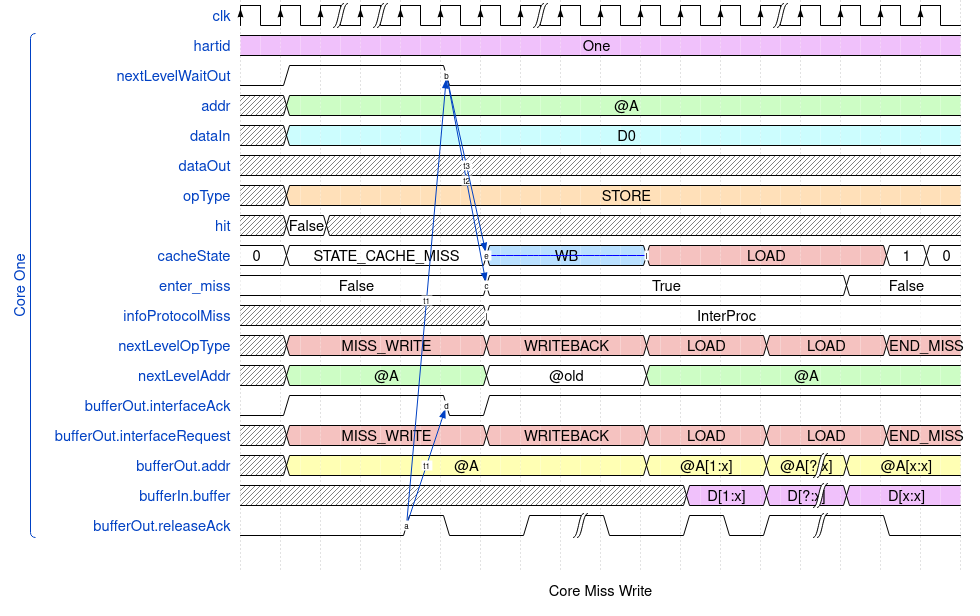 clk
hartid One
nextLevelWaitOut b
addr @A
dataIn D0
dataOut t3
t2
opType STORE
hit False
cacheState 0 STATE_CACHE_MISS e WB f LOAD 1 0
enter_miss False c True False
t1
infoProtocolMiss InterProc
nextLevelOpType MISS_WRITE WRITEBACK LOAD LOAD END_MISS
nextLevelAddr @A @old @A
bufferOut.interfaceAck d
bufferOut.interfaceRequest MISS_WRITE WRITEBACK LOAD LOAD END_MISS
bufferOut.addr t1 @A @A[1:x] @A[?:x] @A[x:x]
bufferIn.buffer D[1:x] D[?:x] D[x:x]
bufferOut.releaseAck a
Core One
Core Miss Write